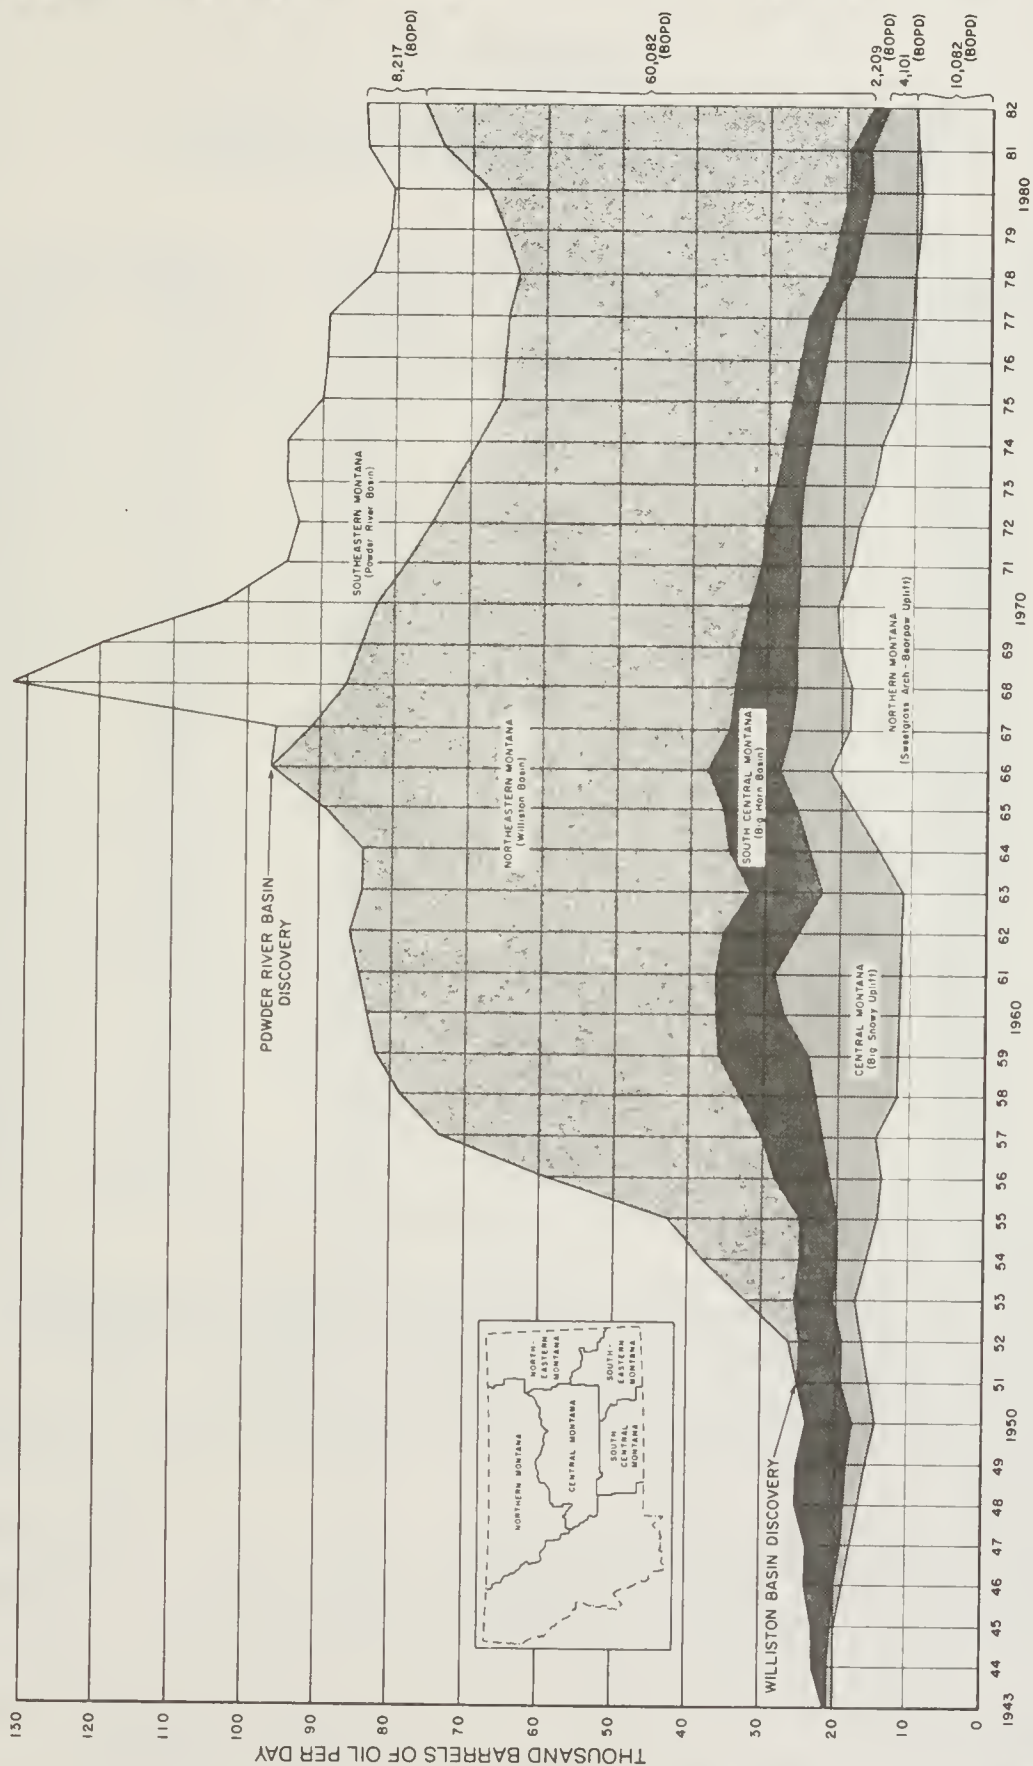 THOUSAND BARRELS OF OIL PER DAY
130
120
110
100
90
80
70
60
50
40
30
20
10
0
POWDER RIVER BASIN
DISCOVERY
WILLISTON BASIN DISCOVERY
SOUTHEASTERN MONTANA
(Powder River Basin)
NORTHEASTERN MONTANA
(Williston Basin)
SOUTH CENTRAL MONTANA
(Big Horn Basin)
CENTRAL MONTANA
(Big Snowy Uplift)
NORTHERN MONTANA
(Sweetgrass Arch-Bearpaw Uplift)
NORTHERN MONTANA
NORTH-
EASTERN
MONTANA
CENTRAL MONTANA
SOUTH
CENTRAL
MONTANA
SOUTH-
EASTERN
MONTANA
8,217
(BOPD)
60,082
(BOPD)
2,209
(BOPD)
4,101
(BOPD)
10,082
(BOPD)
1943 44 45 46 47 48 49 1950 51 52 53 54 55 56 57 58 59 1960 61 62 63 64 65 66 67 68 69 1970 71 72 73 74 75 76 77 78 79 1980 81 82